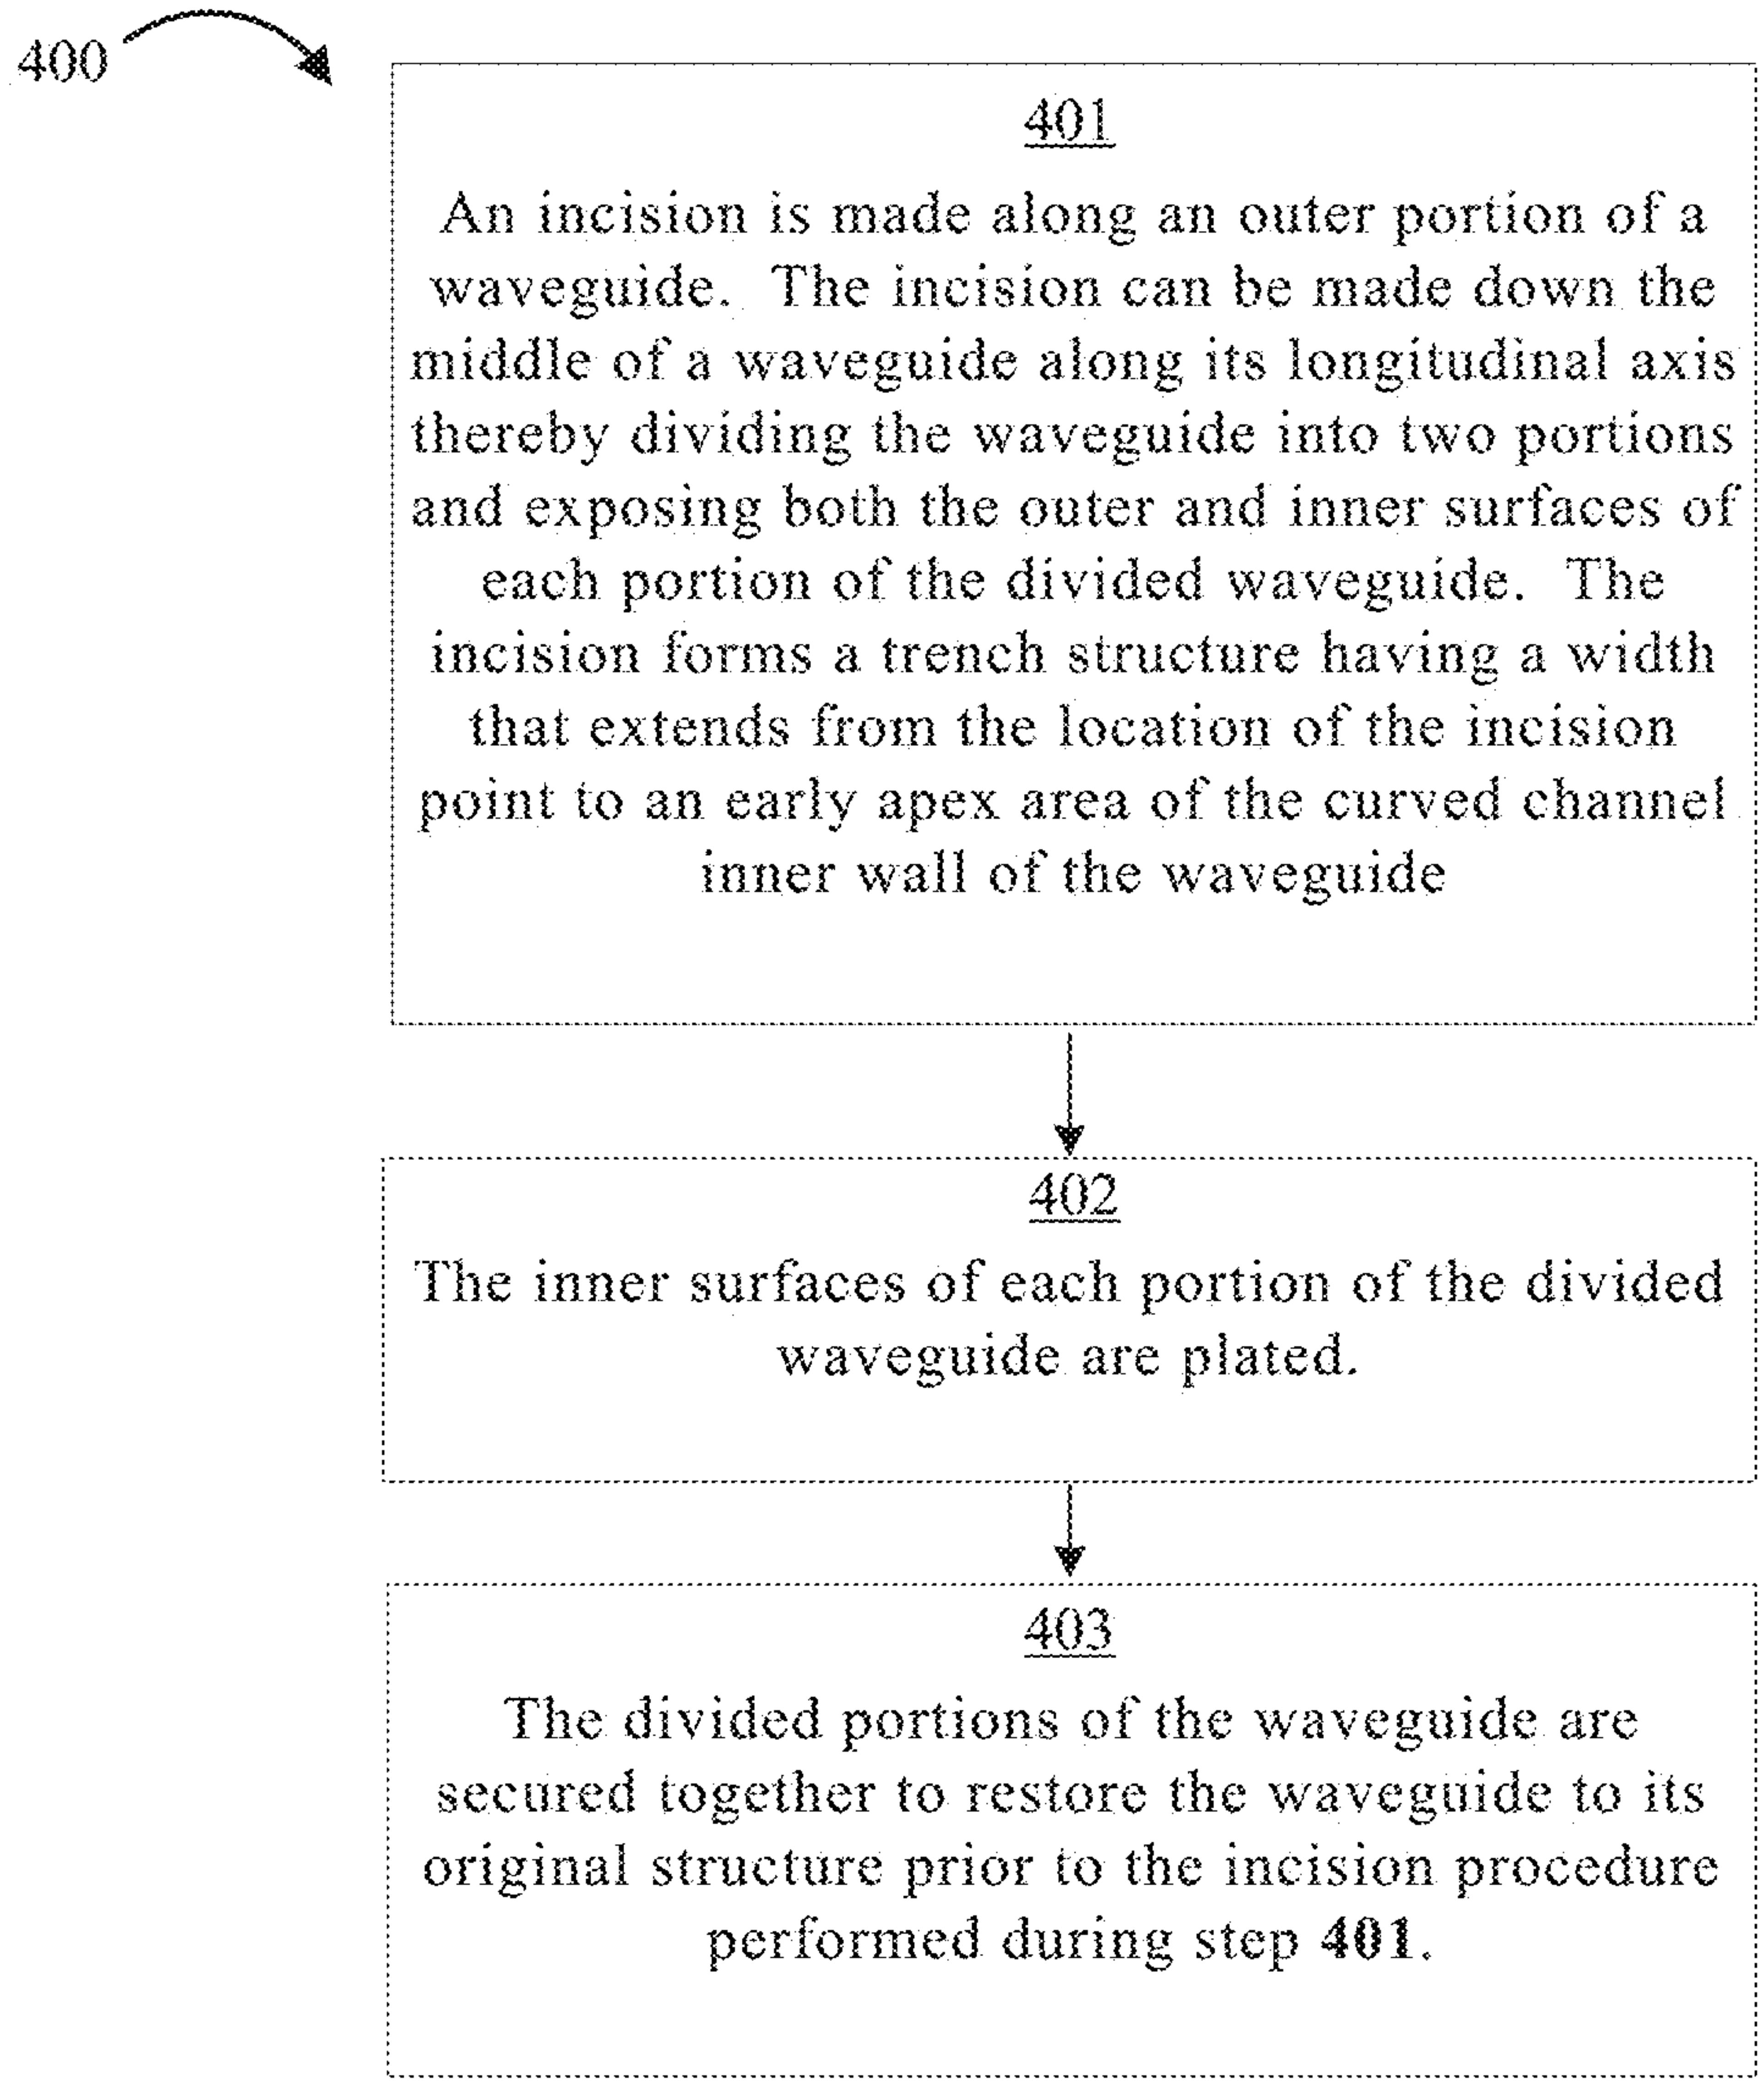 400
401
An incision is made along an outer portion of a
waveguide. The incision can be made down the
middle of a waveguide along its longitudinal axis
thereby dividing the waveguide into two portions
and exposing both the outer and inner surfaces of
each portion of the divided waveguide. The
incision forms a trench structure having a width
that extends from the location of the incision
point to an early apex area of the curved channel
inner wall of the waveguide
402
The inner surfaces of each portion of the divided
waveguide are plated.
403
The divided portions of the waveguide are
secured together to restore the waveguide to its
original structure prior to the incision procedure
performed during step 401.